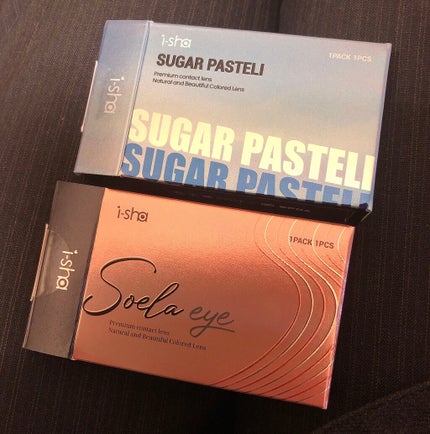 i-sha
SUGAR PASTELI
1PACK 1PCS
Premium contact lens
Natural and Beautiful Colored Lens
i-sha
SUGAR PASTELI
SUGAR PASTELI
i-sha
1PACK 1PCS
i-sha
Soela eye
Premium contact lens
Natural and Beautiful Colored Lens